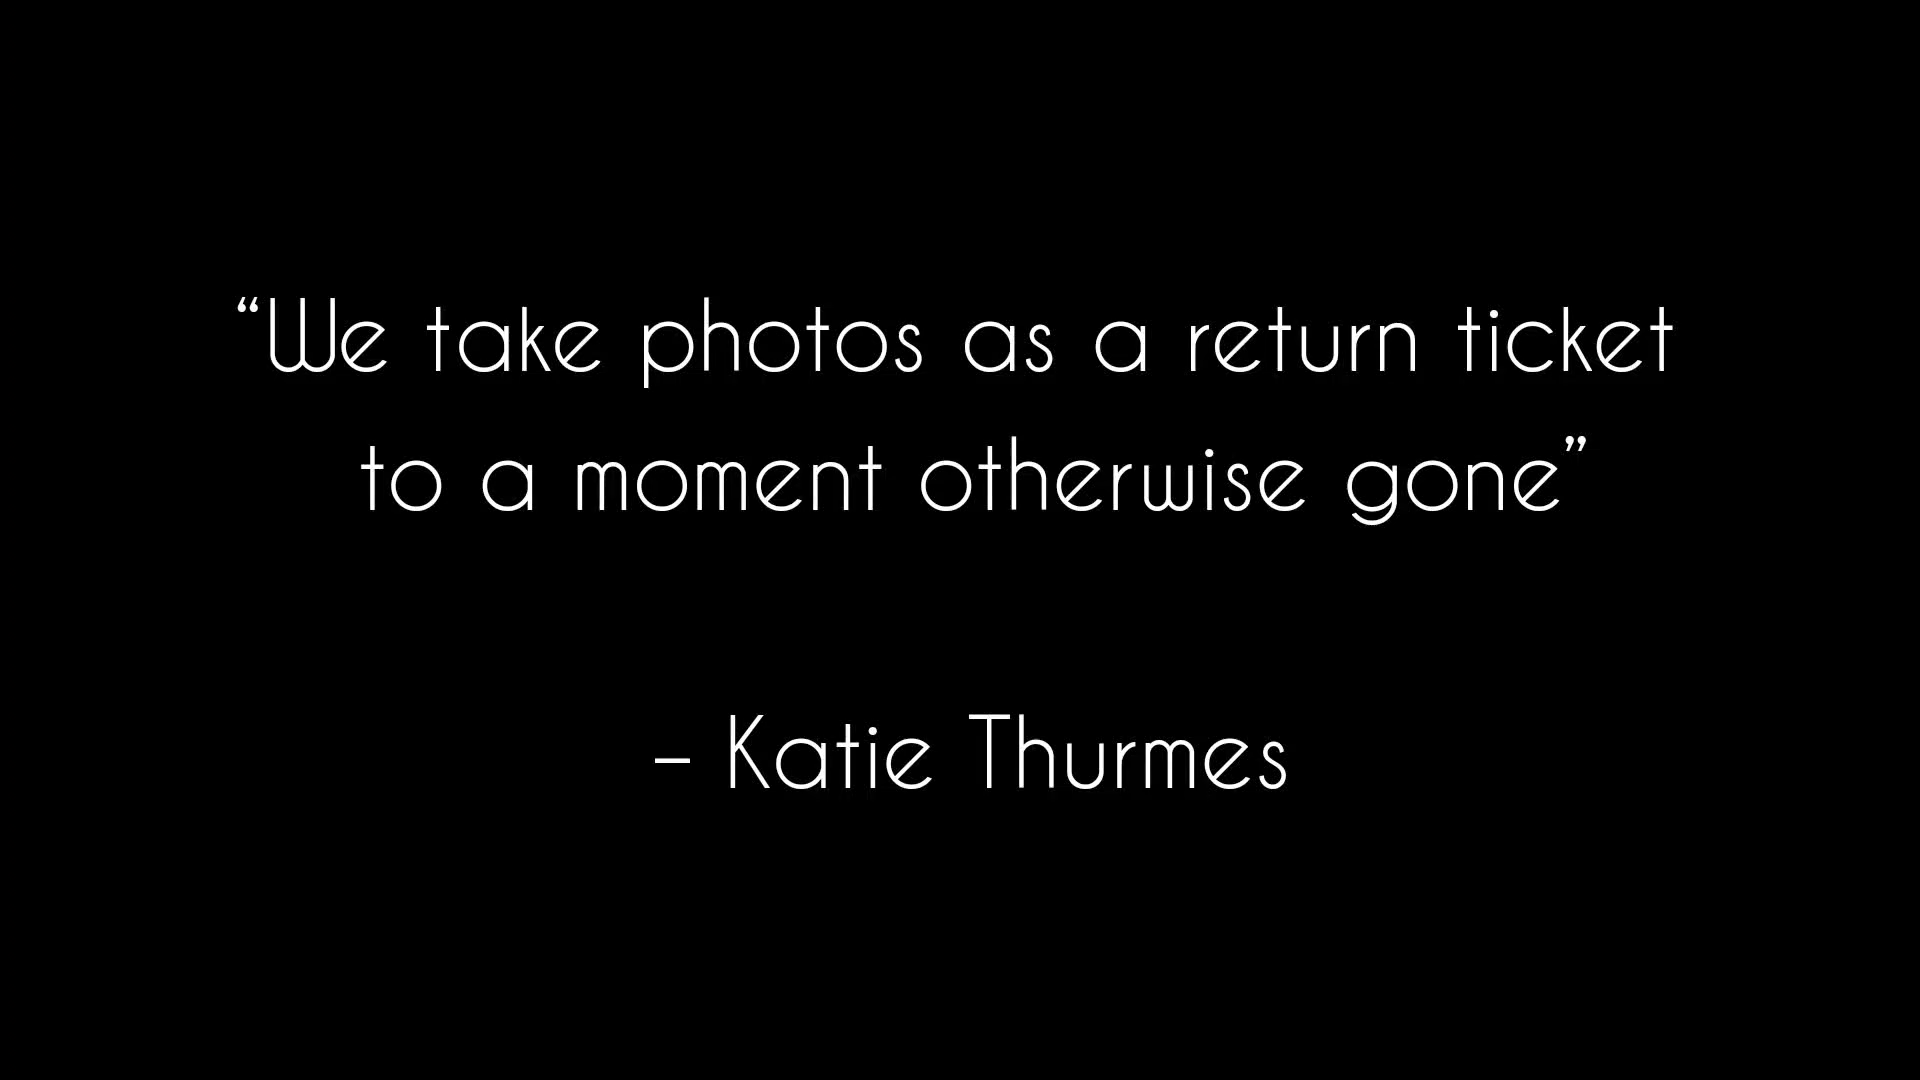 “We take photos as a return ticket
to a moment otherwise gone”
– Katie Thurmes